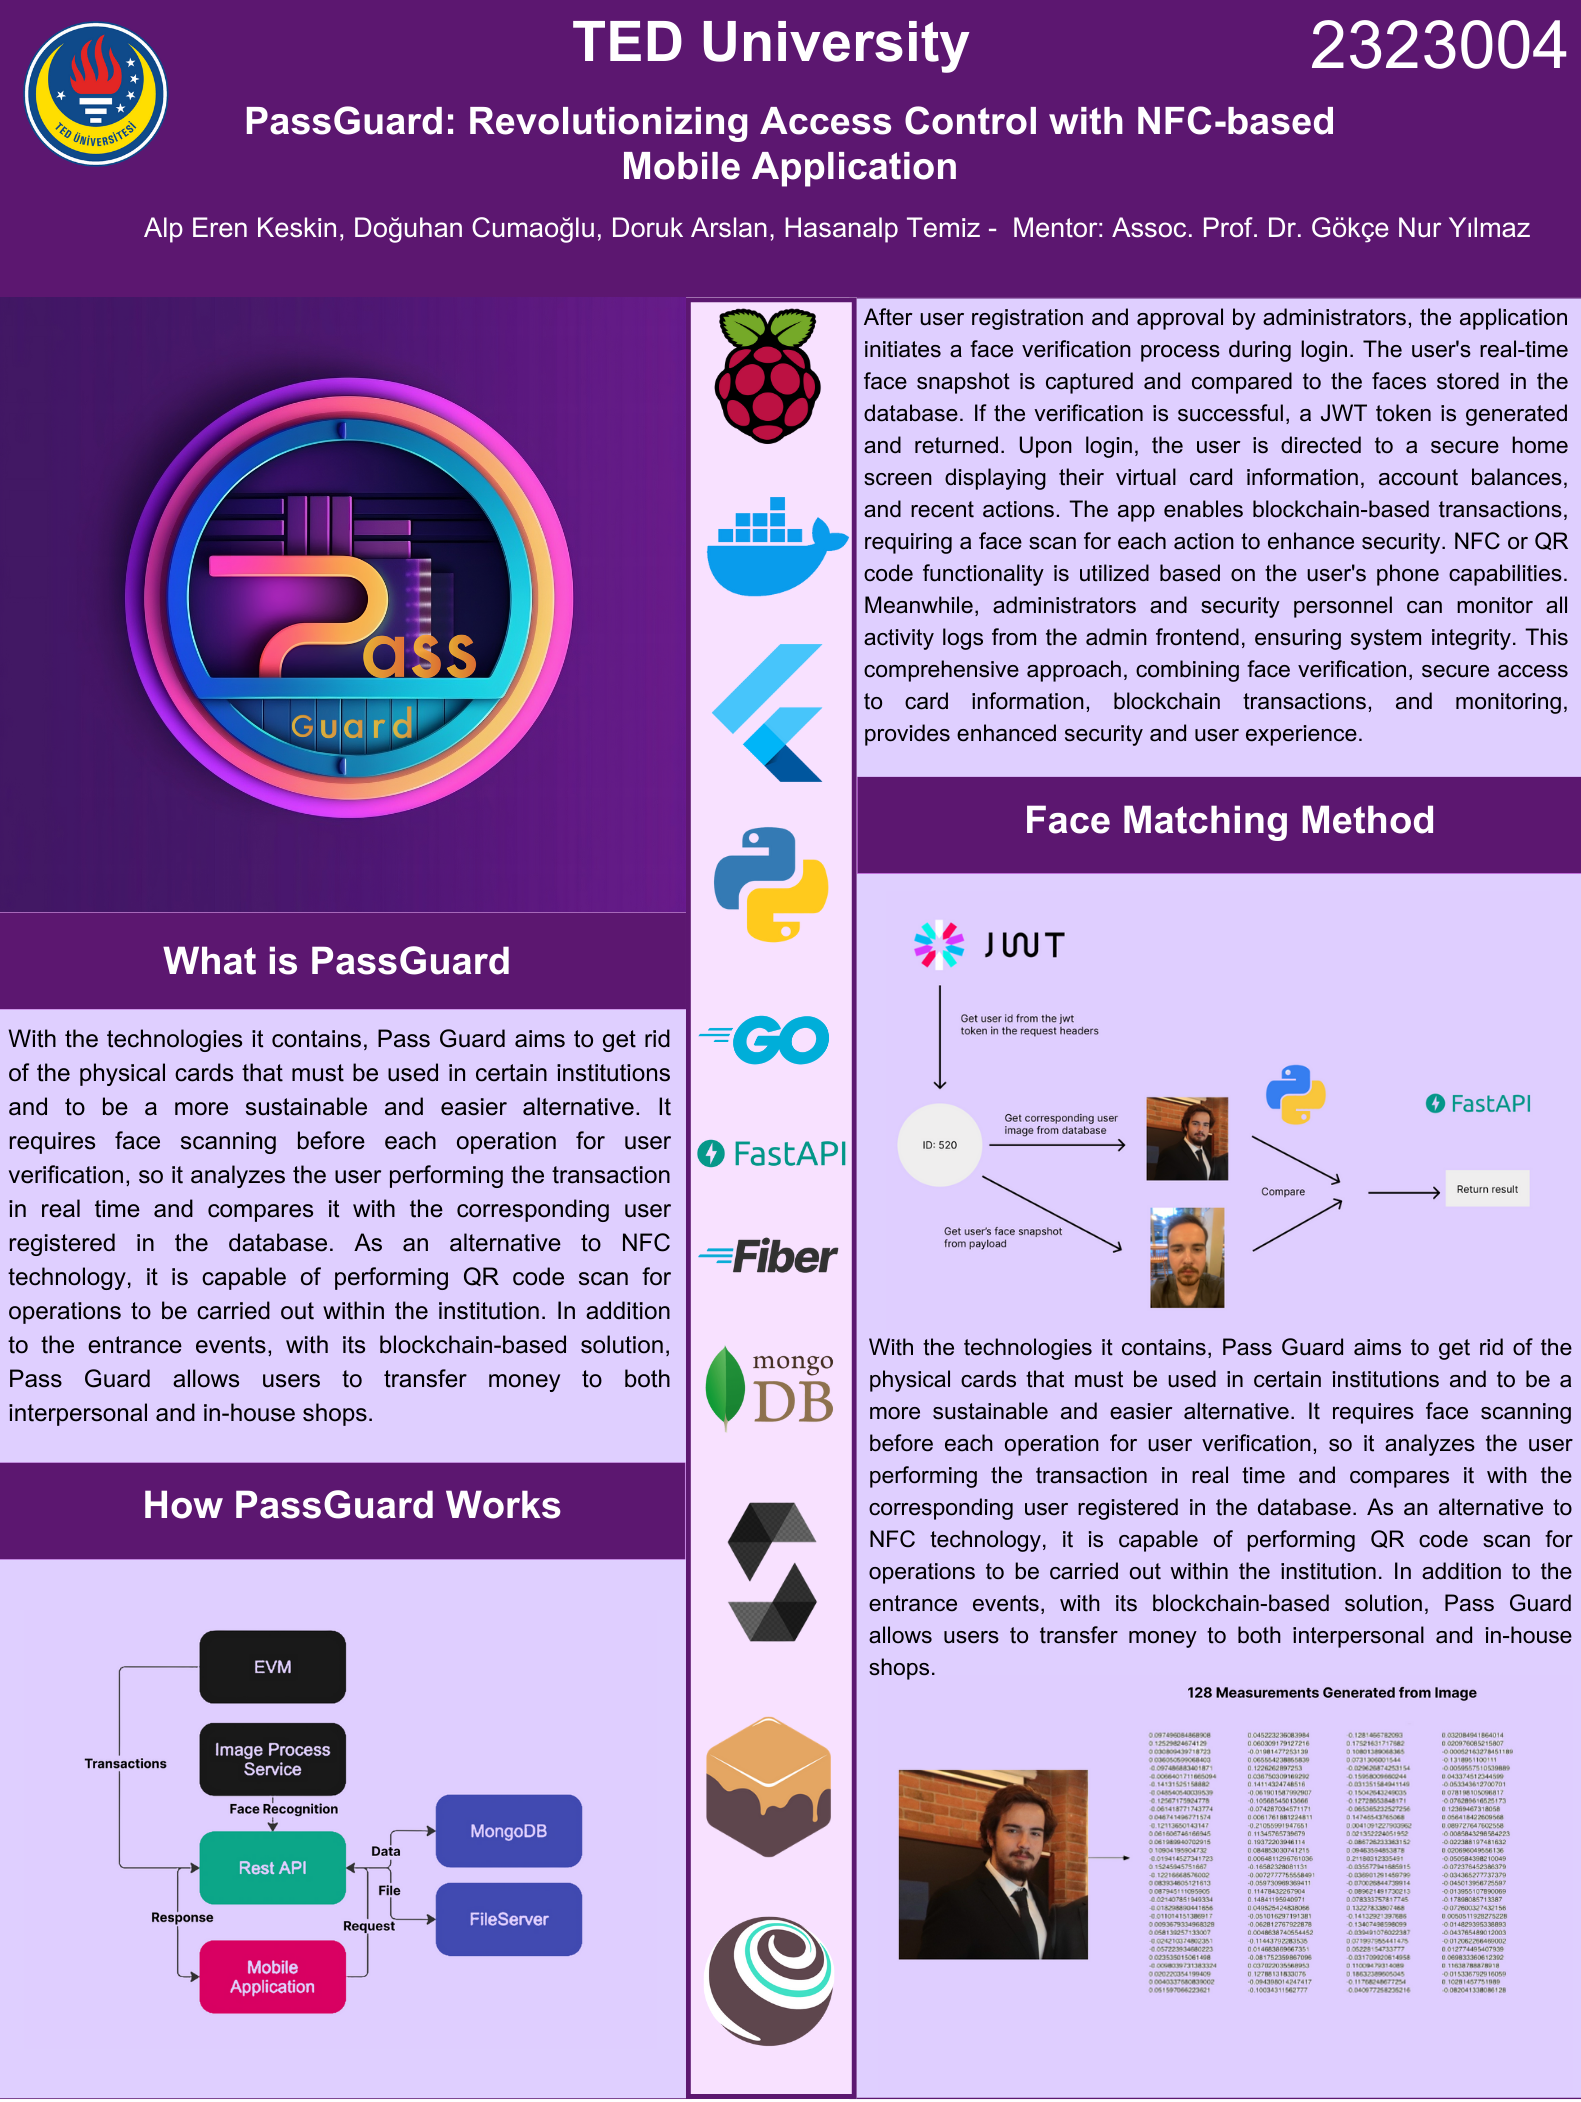 TED University
2323004
PassGuard: Revolutionizing Access Control with NFC-based
Mobile Application
Alp Eren Keskin, Doğuhan Cumaoğlu, Doruk Arslan, Hasanalp Temiz - Mentor: Assoc. Prof. Dr. Gökçe Nur Yılmaz
TED ÜNİVERSİTESİ
Pass
Guard
What is PassGuard
With the technologies it contains, Pass Guard aims to get rid
of the physical cards that must be used in certain institutions
and to be a more sustainable and easier alternative. It
requires face scanning before each operation for user
verification, so it analyzes the user performing the transaction
in real time and compares it with the corresponding user
registered in the database. As an alternative to NFC
technology, it is capable of performing QR code scan for
operations to be carried out within the institution. In addition
to the entrance events, with its blockchain-based solution,
Pass Guard allows users to transfer money to both
interpersonal and in-house shops.
How PassGuard Works
EVM
Image Process
Service
Transactions
Face Recognition
MongoDB
Data
Rest API
File
FileServer
Response
Request
Mobile
Application
GO
FastAPI
Fiber
mongo
DB
After user registration and approval by administrators, the application
initiates a face verification process during login. The user's real-time
face snapshot is captured and compared to the faces stored in the
database. If the verification is successful, a JWT token is generated
and returned. Upon login, the user is directed to a secure home
screen displaying their virtual card information, account balances,
and recent actions. The app enables blockchain-based transactions,
requiring a face scan for each action to enhance security. NFC or QR
code functionality is utilized based on the user's phone capabilities.
Meanwhile, administrators and security personnel can monitor all
activity logs from the admin frontend, ensuring system integrity. This
comprehensive approach, combining face verification, secure access
to card information, blockchain transactions, and monitoring,
provides enhanced security and user experience.
Face Matching Method
JWT
Get user id from the jwt
token in the request headers
FastAPI
Get corresponding user
image from database
ID: 520
Compare
Return result
Get user's face snapshot
from payload
With the technologies it contains, Pass Guard aims to get rid of the
physical cards that must be used in certain institutions and to be a
more sustainable and easier alternative. It requires face scanning
before each operation for user verification, so it analyzes the user
performing the transaction in real time and compares it with the
corresponding user registered in the database. As an alternative to
NFC technology, it is capable of performing QR code scan for
operations to be carried out within the institution. In addition to the
entrance events, with its blockchain-based solution, Pass Guard
allows users to transfer money to both interpersonal and in-house
shops.
128 Measurements Generated from Image